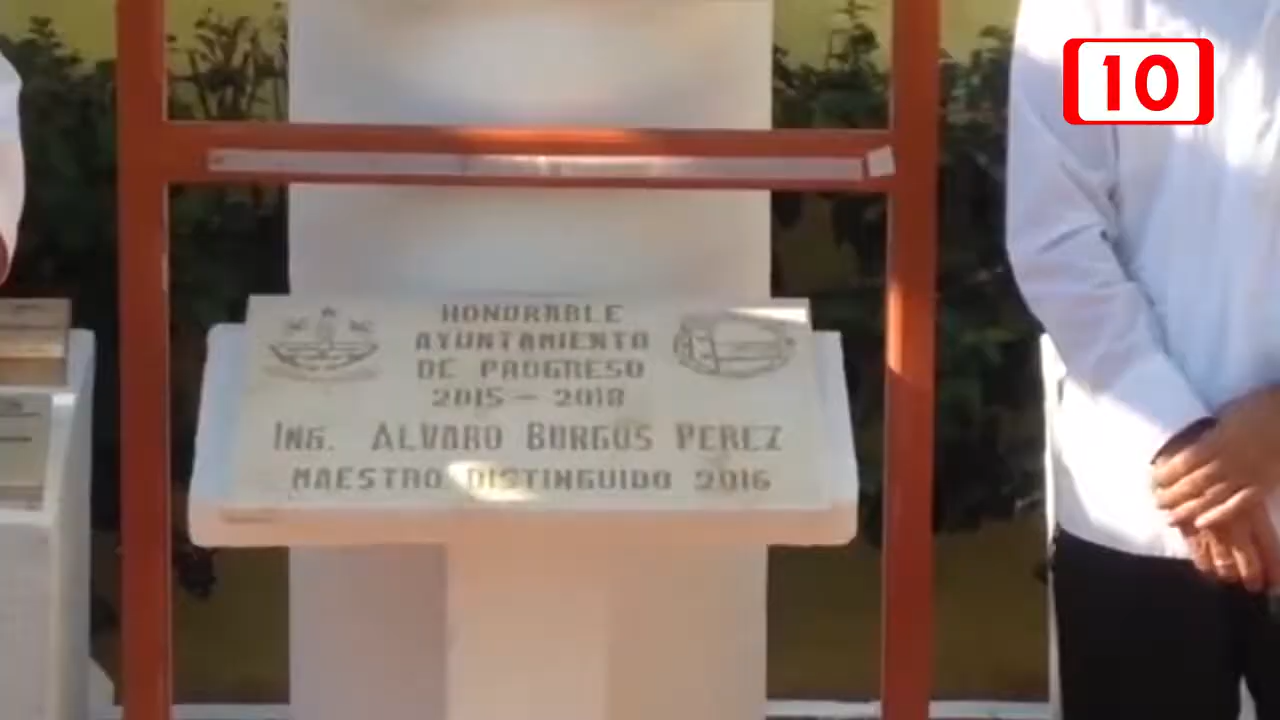 10
HONORABLE
AYUNTAMIENTO
DE PROGRESO
2015 - 2018
ING. ALVARO BURGOS PEREZ
MAESTRO DISTINGUIDO 2016